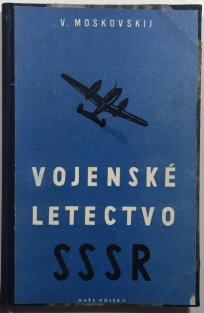 V. MOSKOVSKIJ
VOJENSKÉ
LETECTVO
SSSR
NAŠE VOJSKO